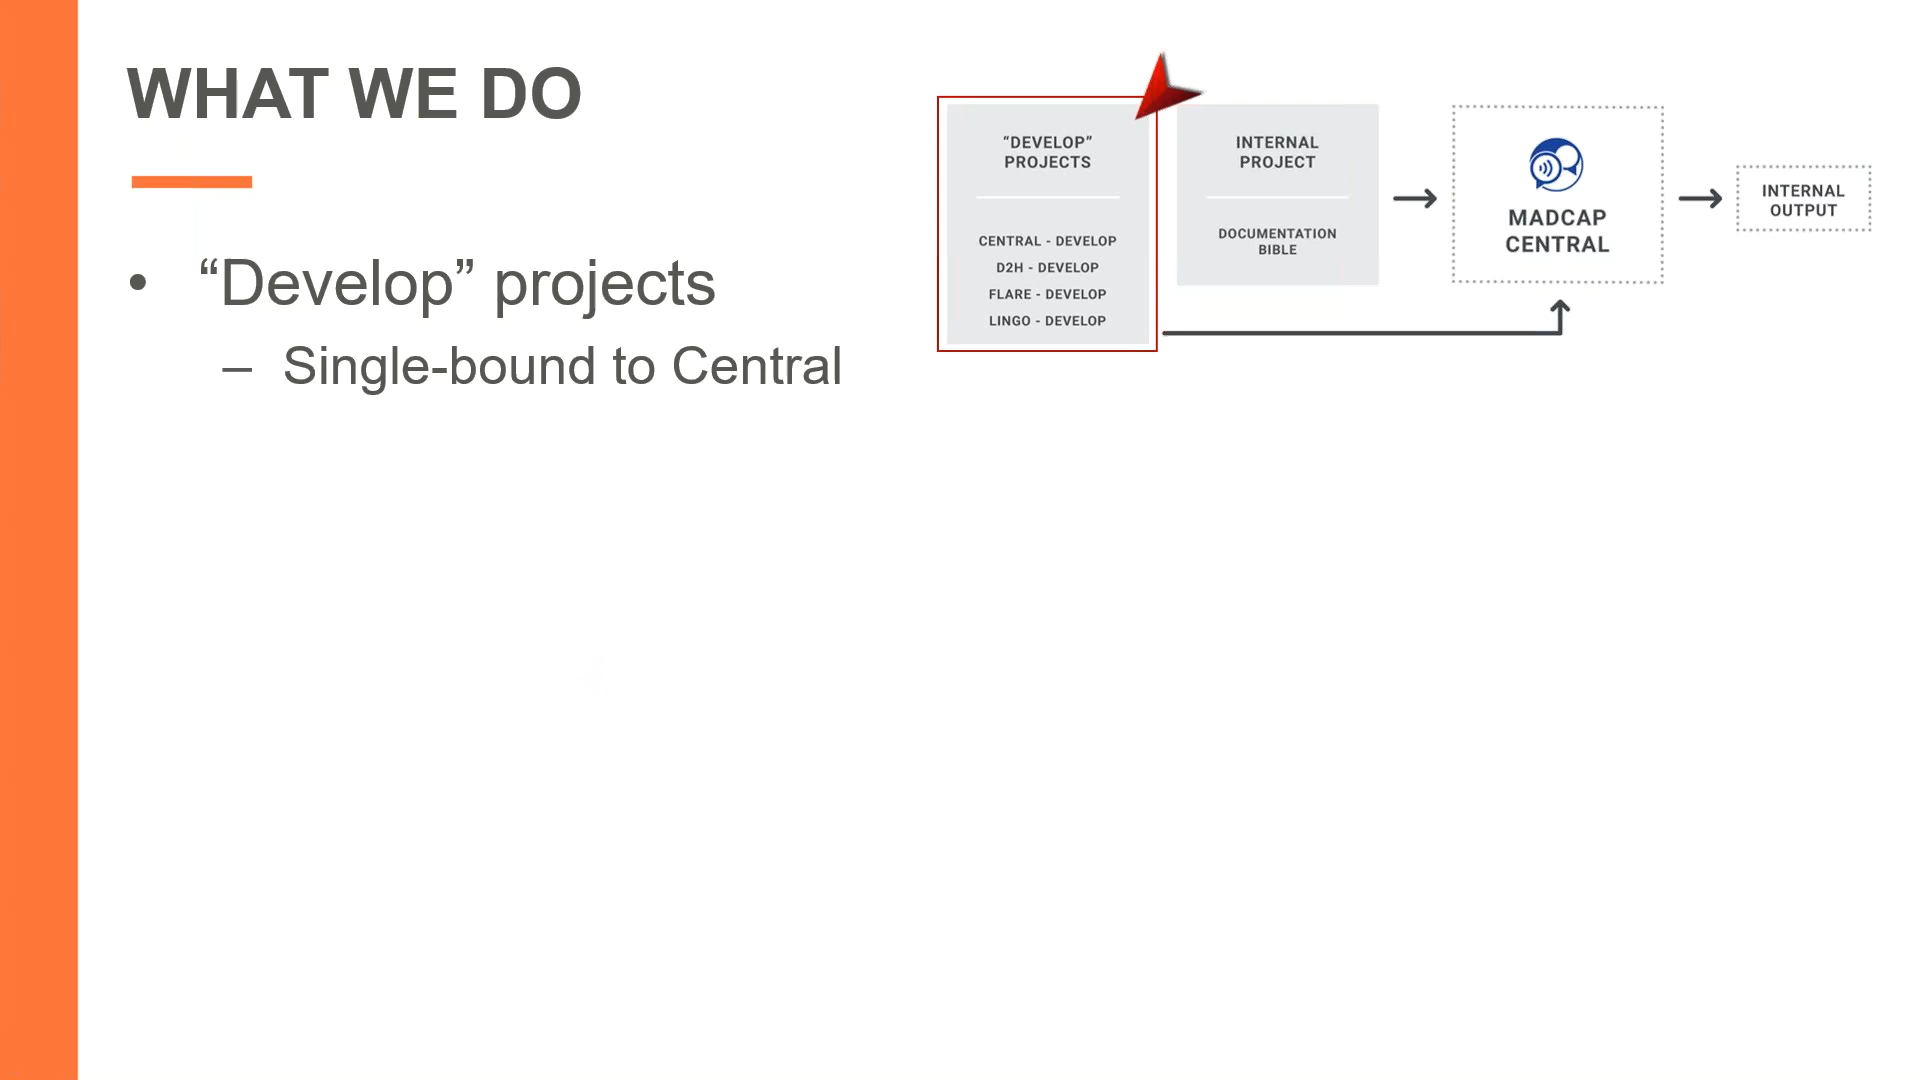 WHAT WE DO
• “Develop” projects
– Single-bound to Central
“DEVELOP”
PROJECTS
CENTRAL - DEVELOP
D2H - DEVELOP
FLARE - DEVELOP
LINGO - DEVELOP
INTERNAL
PROJECT
DOCUMENTATION
BIBLE
MADCAP
CENTRAL
INTERNAL
OUTPUT